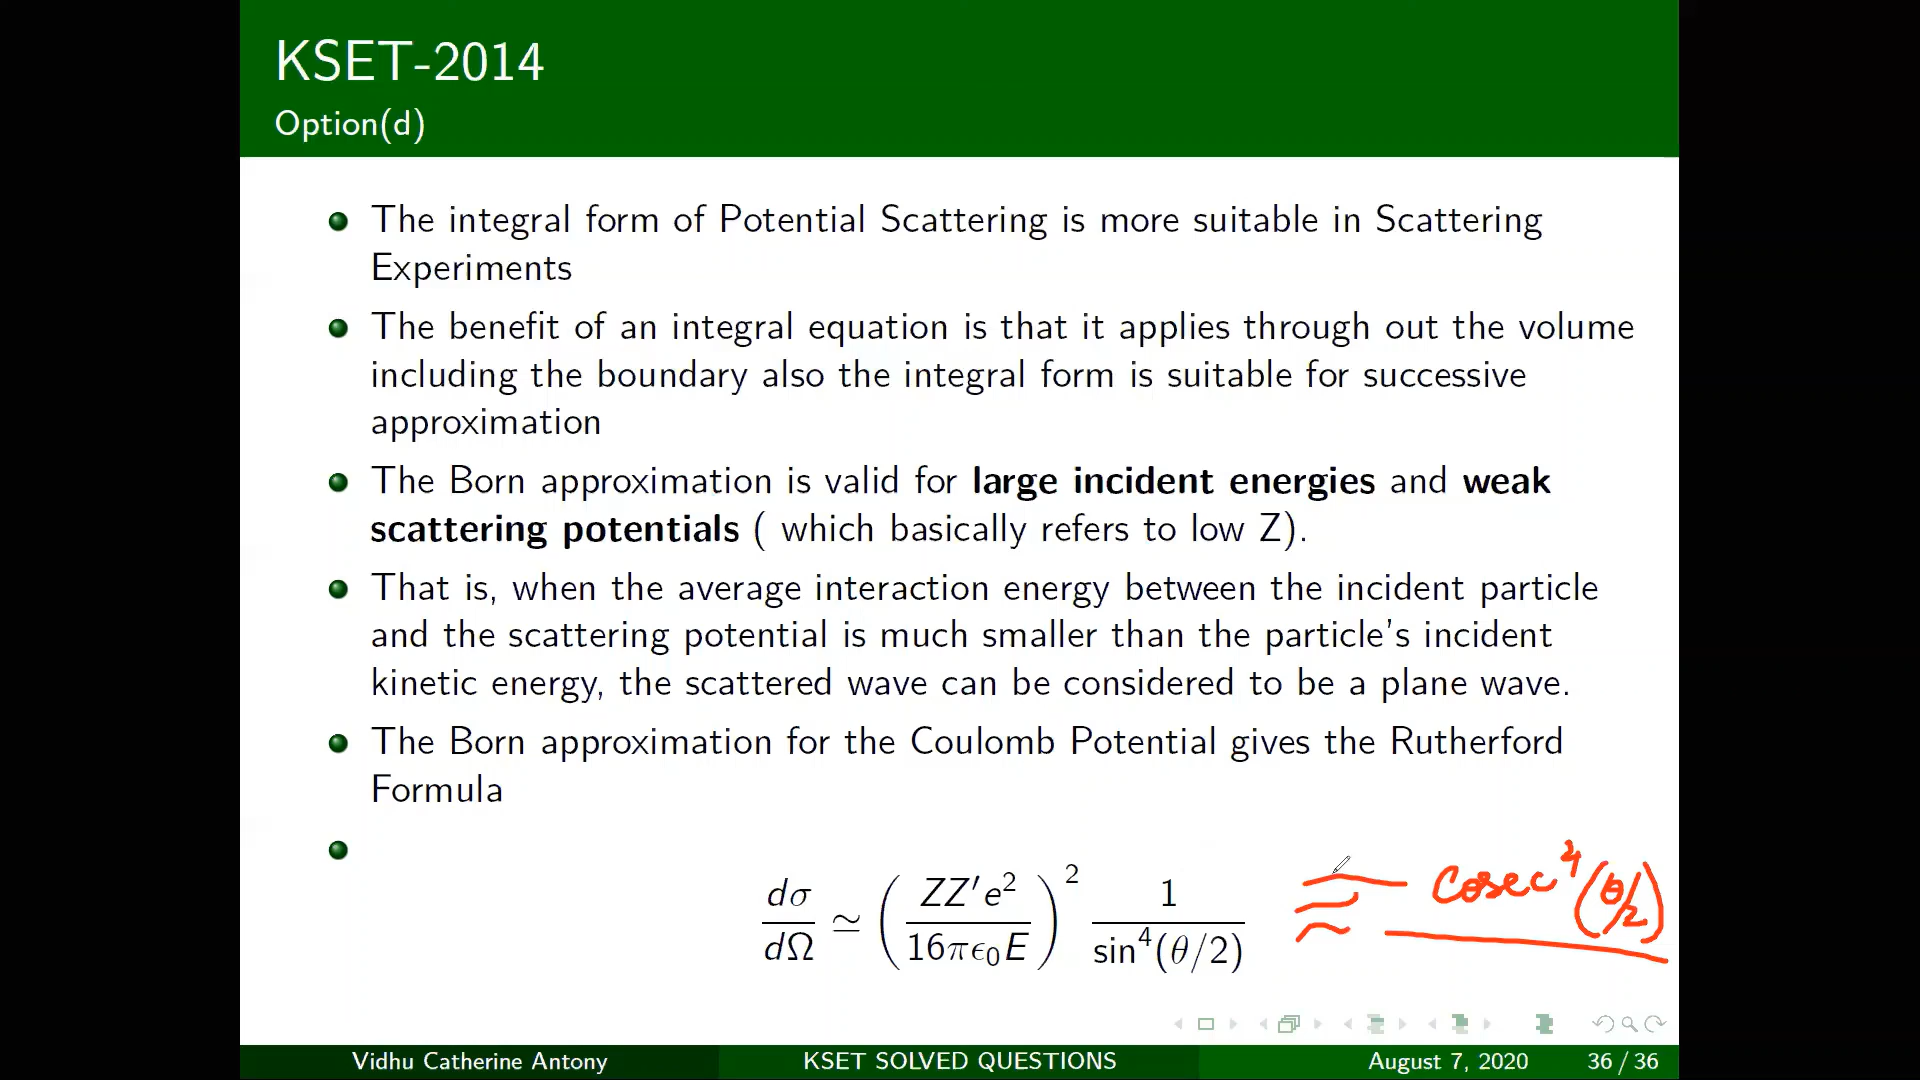 KSET-2014
Option(d)
The integral form of Potential Scattering is more suitable in Scattering
Experiments
The benefit of an integral equation is that it applies through out the volume
including the boundary also the integral form is suitable for successive
approximation
The Born approximation is valid for large incident energies and weak
scattering potentials ( which basically refers to low Z).
That is, when the average interaction energy between the incident particle
and the scattering potential is much smaller than the particle's incident
kinetic energy, the scattered wave can be considered to be a plane wave.
The Born approximation for the Coulomb Potential gives the Rutherford
Formula
dσ/dΩ ≃ (ZZ′e²/16πϵ₀E)² 1/sin⁴(θ/2)
cosec⁴(θ/2)
Vidhu Catherine Antony KSET SOLVED QUESTIONS August 7, 2020 36 / 36